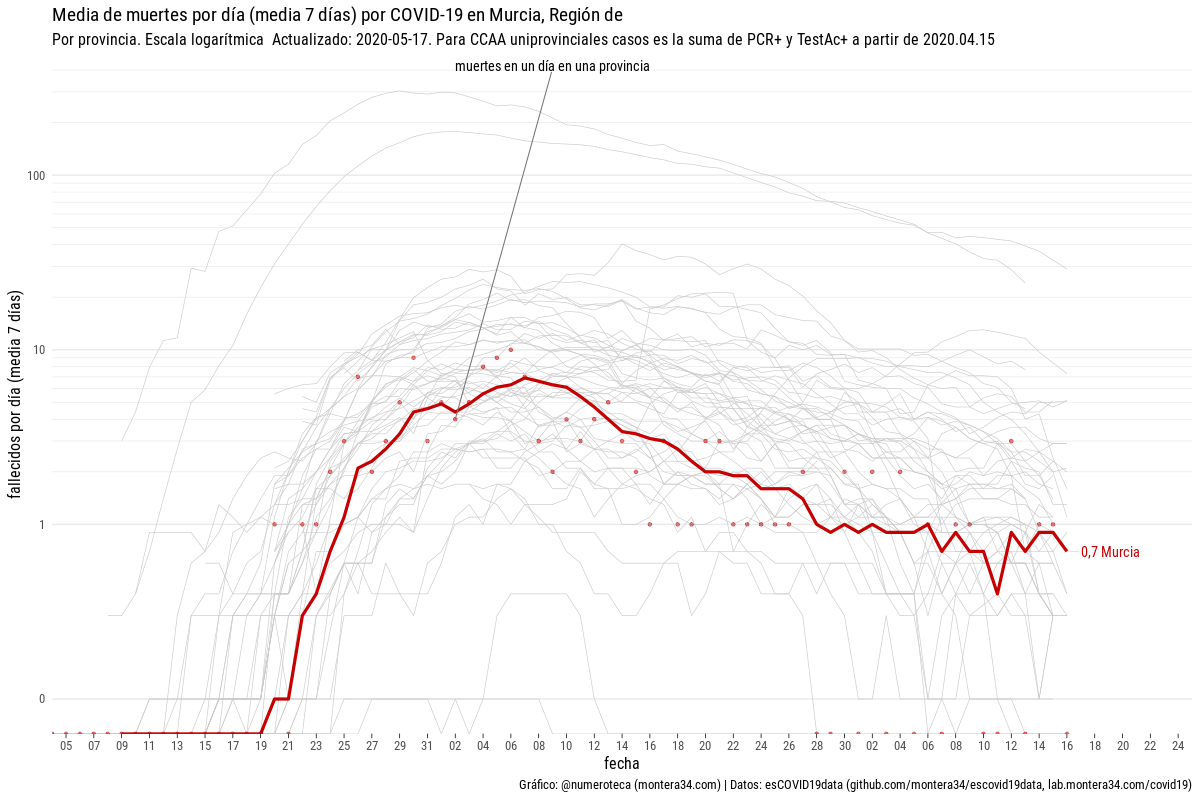 Media de muertes por día (media 7 días) por COVID-19 en Murcia, Región de
Por provincia. Escala logarítmica  Actualizado: 2020-05-17. Para CCAA uniprovinciales casos es la suma de PCR+ y TestAc+ a partir de 2020.04.15
muertes en un día en una provincia
100
10
1
0
fallecidos por día (media  7 días)
0,7 Murcia
05 07 09 11 13 15 17 19 21 23 25 27 29 31 02 04 06 08 10 12 14 16 18 20 22 24 26 28 30 02 04 06 08 10 12 14 16 18 20 22 24
fecha
Gráfico: @numeroteca (montera34.com) | Datos: esCOVID19data (github.com/montera34/escovid19data, lab.montera34.com/covid19)